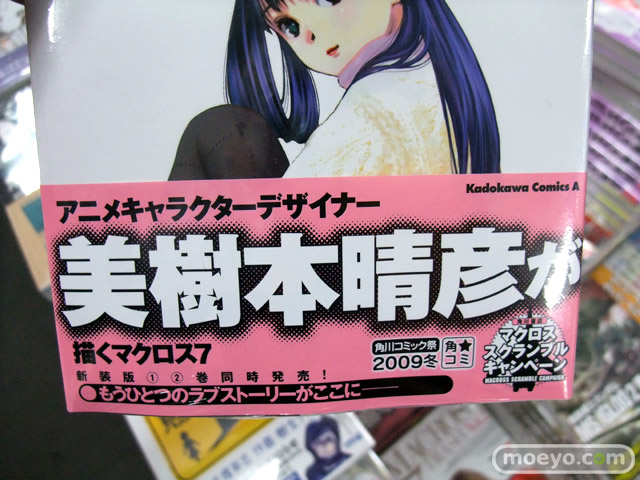 Kadokawa Comics A
アニメキャラクターデザイナー
美樹本晴彦が
描くマクロス7
新装版①②巻同時発売!
●もうひとつのラブストーリーがここに――
角川コミック祭
2009冬
角★
コミ
マクロス
スクランブル
キャンペーン
MACROSS SCRAMBLE CAMPAIGN
moeyo.com